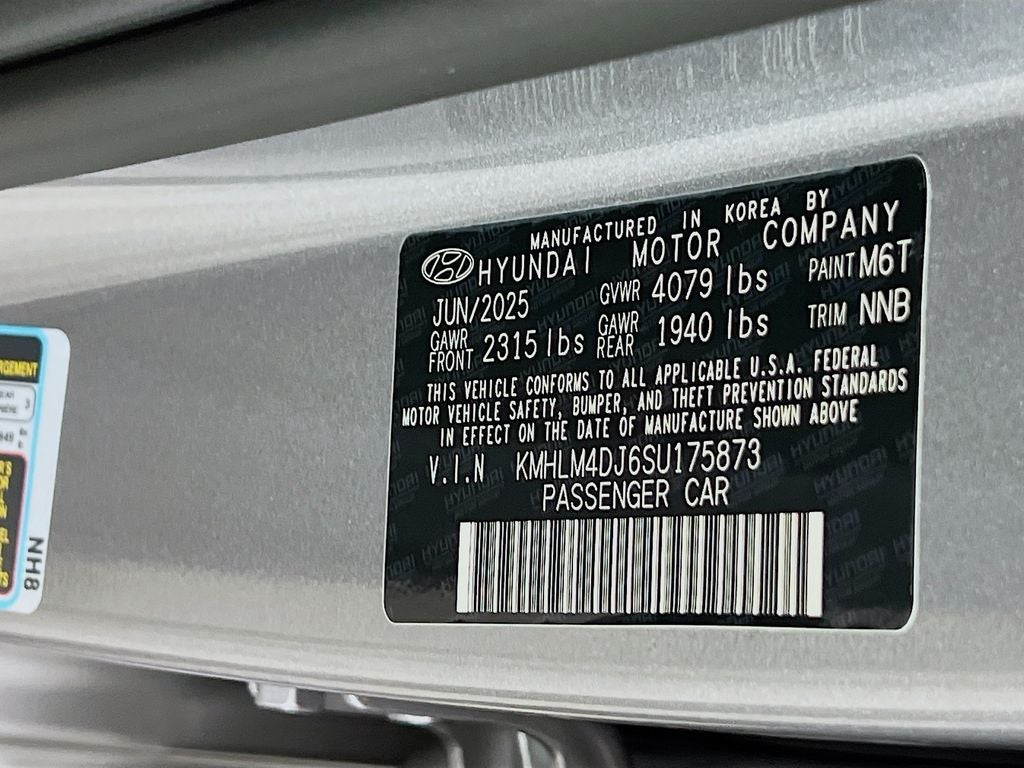 MANUFACTURED IN KOREA BY
HYUNDAI MOTOR COMPANY
JUN/2025 GVWR 4079 lbs PAINT M6T
GAWR FRONT 2315 lbs GAWR REAR 1940 lbs TRIM NNB
THIS VEHICLE CONFORMS TO ALL APPLICABLE U.S.A. FEDERAL
MOTOR VEHICLE SAFETY, BUMPER, AND THEFT PREVENTION STANDARDS
IN EFFECT ON THE DATE OF MANUFACTURE SHOWN ABOVE
V.I.N KMHLM4DJ6SU175873
PASSENGER CAR
RGEMENT
3
NH8